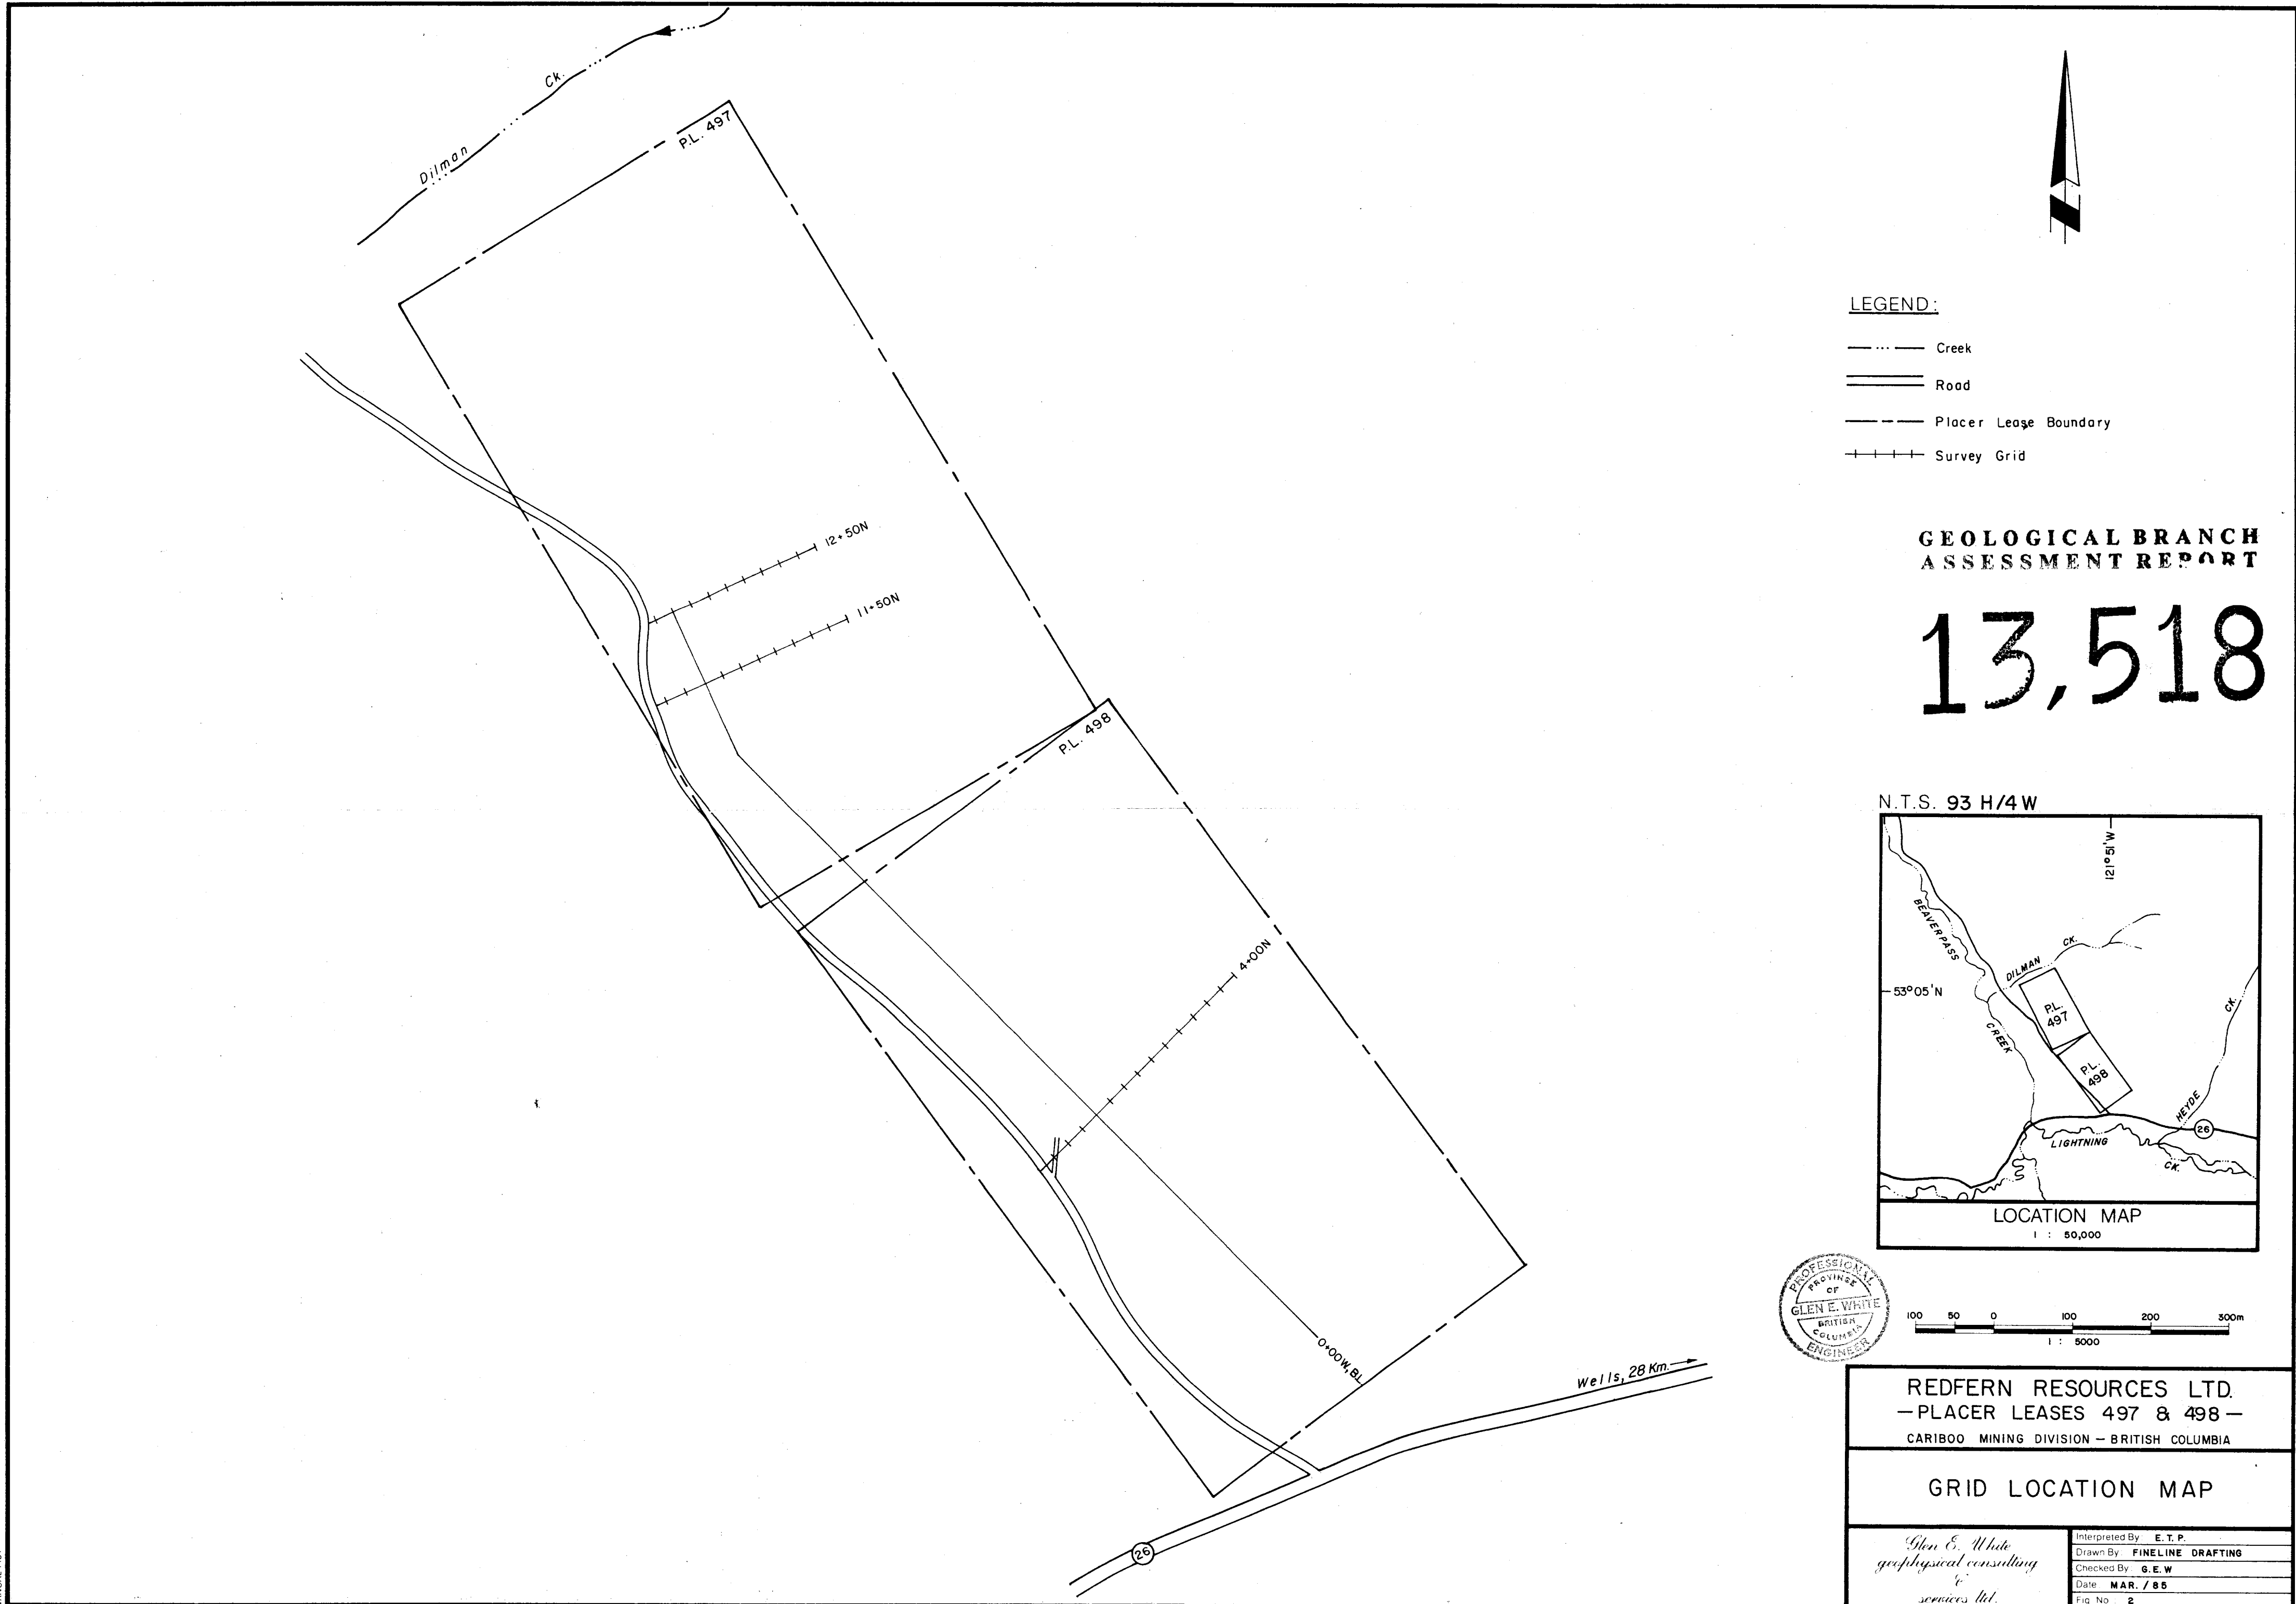 Dilman Ck.
P.L. 497
12+50N
11+50N
P.L. 498
4+00N
0+00W, BL
Wells, 28 Km.
26
LEGEND:
Creek
Road
Placer Lease Boundary
Survey Grid
GEOLOGICAL BRANCH
ASSESSMENT REPORT
13,518
N.T.S. 93 H/4 W
121°51'W
53°05'N
BEAVERPASS
CREEK
DILMAN CK.
P.L.
497
P.L.
498
HEYDE CK.
26
LIGHTNING
CK.
LOCATION MAP
1 : 50,000
PROFESSIONAL
PROVINCE
OF
GLEN E. WHITE
BRITISH
COLUMBIA
ENGINEER
100 50 0 100 200 300m
1 : 5000
REDFERN RESOURCES LTD.
—PLACER LEASES 497 & 498—
CARIBOO MINING DIVISION — BRITISH COLUMBIA
GRID LOCATION MAP
Glen E. White
geophysical consulting
&
services ltd.
Interpreted By E.T.P.
Drawn By FINELINE DRAFTING
Checked By G.E.W
Date MAR. / 85
Fig. No. 2